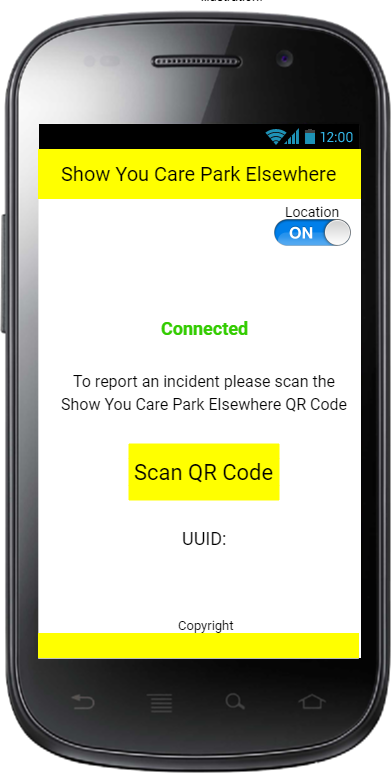 12:00
Show You Care Park Elsewhere
Location
ON
Connected
To report an incident please scan the
Show You Care Park Elsewhere QR Code
Scan QR Code
UUID:
Copyright